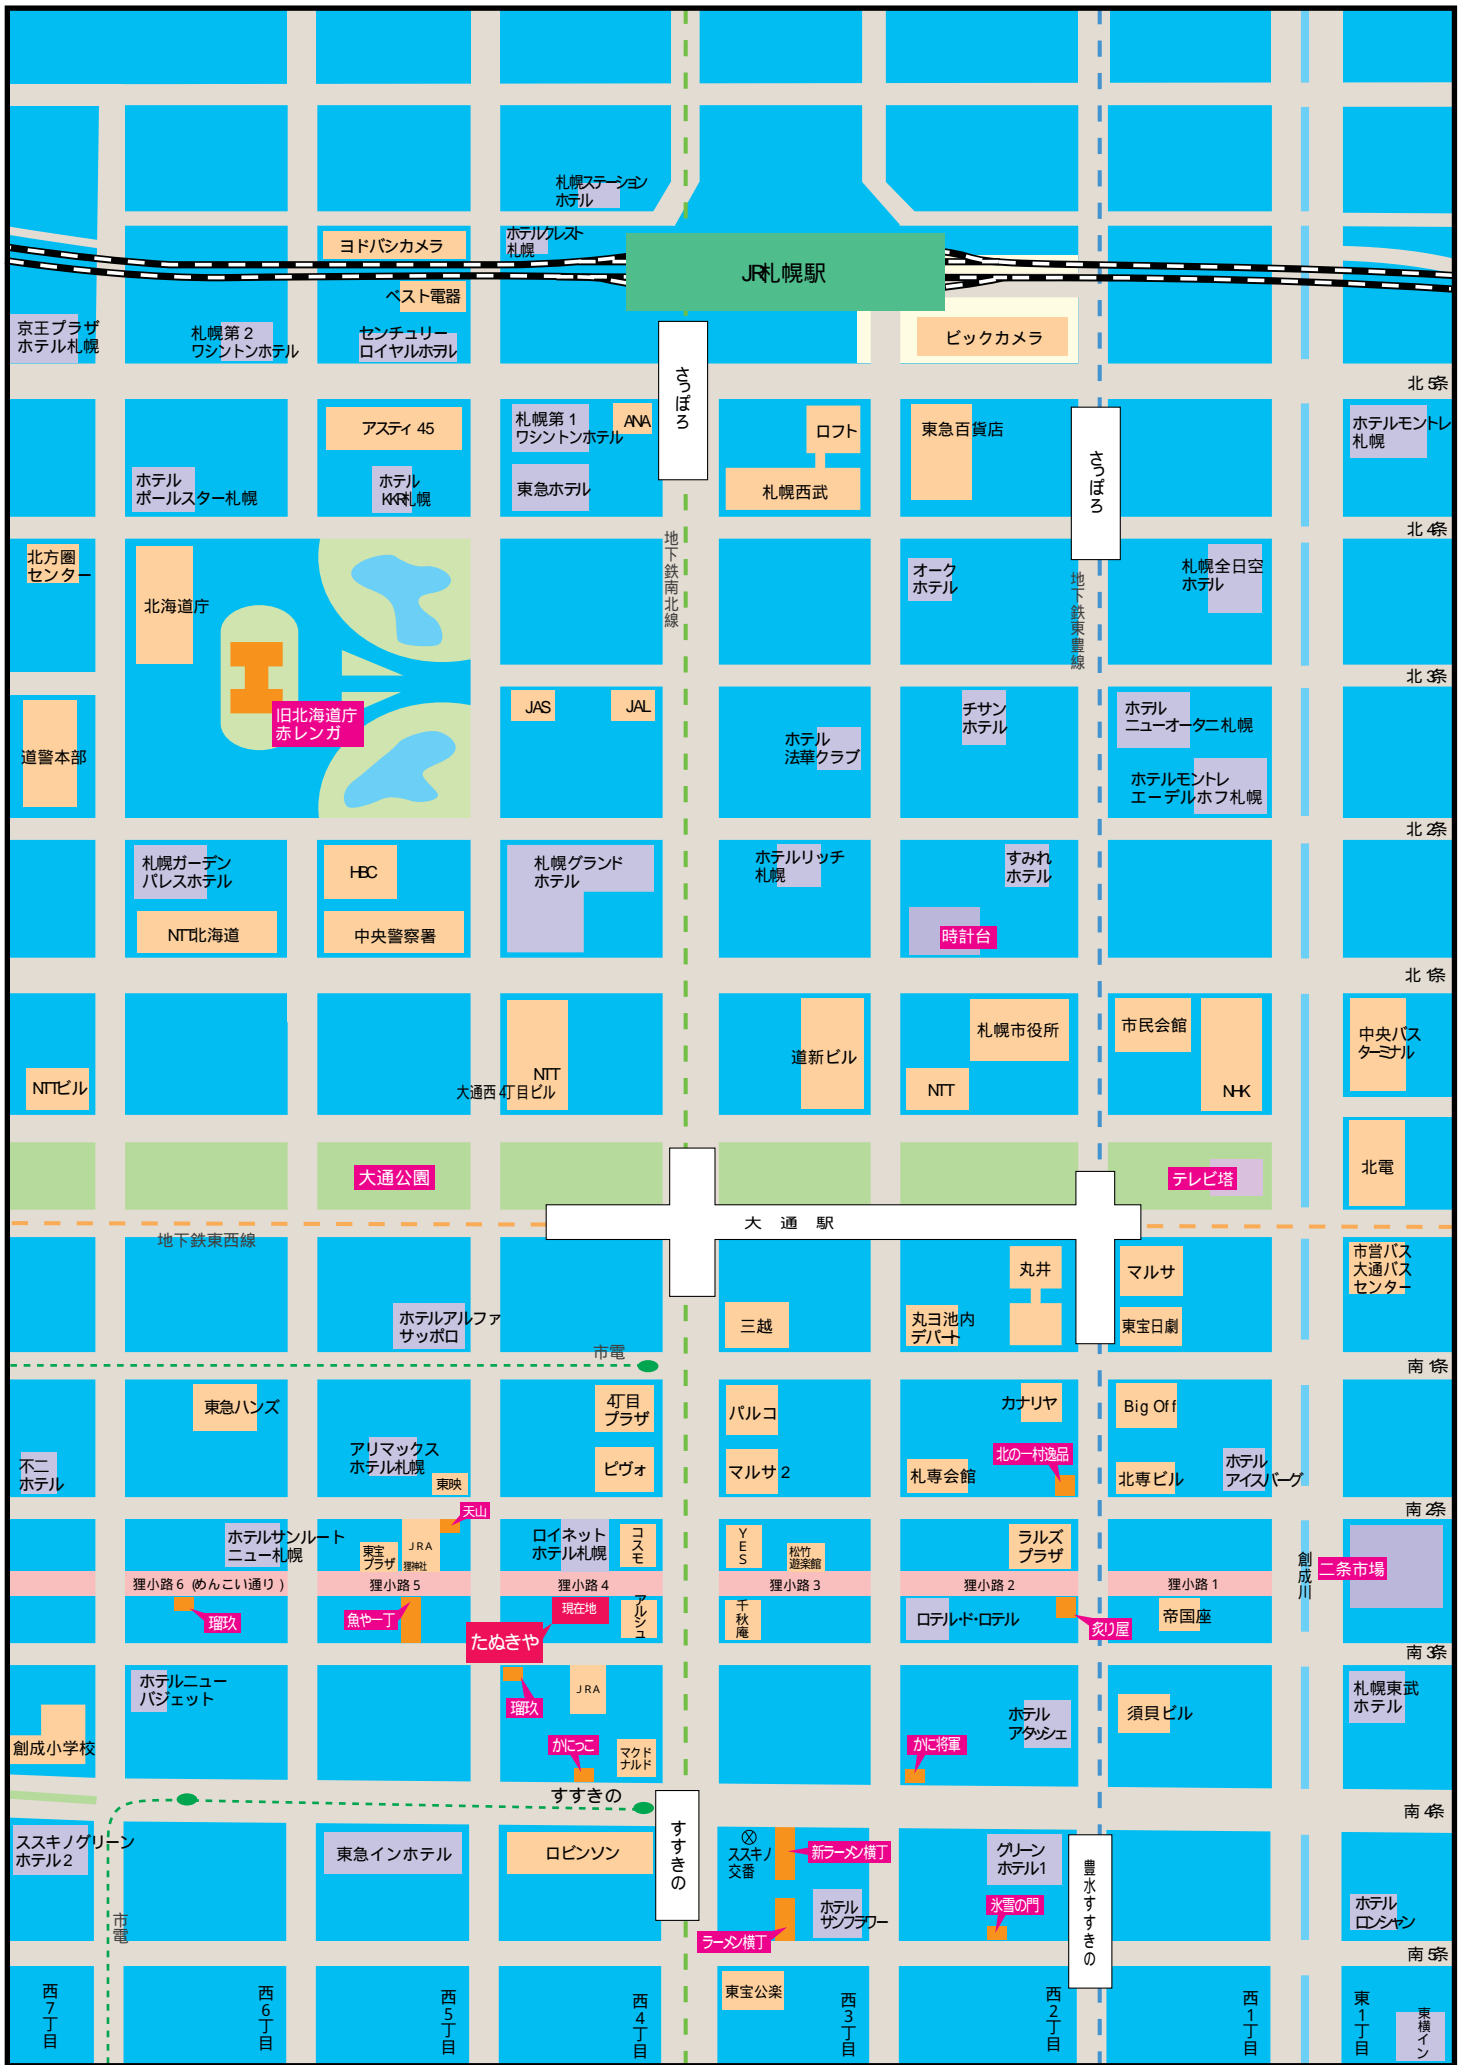 札幌ステーション
ホテル
ホテルクレスト
札幌
ヨドバシカメラ
JR札幌駅
ベスト電器
京王プラザ
ホテル札幌
札幌第2
ワシントンホテル
センチュリー
ロイヤルホテル
ビックカメラ
さっぽろ
北5条
アスティ45
札幌第1
ワシントンホテル
ANA
ロフト
東急百貨店
ホテルモントレ
札幌
さっぽろ
ホテル
ポールスター札幌
ホテル
KKR札幌
東急ホテル
札幌西武
北4条
地下鉄南北線
地下鉄東豊線
北方圏
センター
北海道庁
オーク
ホテル
札幌全日空
ホテル
北3条
旧北海道庁
赤レンガ
JAS
JAL
道警本部
ホテル
法華クラブ
チサン
ホテル
ホテル
ニューオータニ札幌
ホテルモントレ
エーデルホフ札幌
北2条
札幌ガーデン
パレスホテル
HBC
札幌グランド
ホテル
ホテルリッチ
札幌
すみれ
ホテル
NTT北海道
中央警察署
時計台
北1条
NTTビル
NTT
大通西4丁目ビル
道新ビル
札幌市役所
NTT
市民会館
NHK
中央バス
ターミナル
大通公園
テレビ塔
北電
大通駅
地下鉄東西線
丸井
マルサ
市営バス
大通バス
センター
ホテルアルファ
サッポロ
三越
丸ヨ池内
デパート
東宝日劇
市電
南1条
東急ハンズ
4丁目
プラザ
パルコ
カナリヤ
Big Off
アリマックス
ホテル札幌
東映
ピヴォ
マルサ2
札専会館
北の一村逸品
北専ビル
ホテル
アイスバーグ
不二
ホテル
南2条
天山
ホテルサンルート
ニュー札幌
東宝
プラザ
JRA
狸神社
ロイネット
ホテル札幌
コスモ
YES
松竹
遊楽館
ラルズ
プラザ
創成川
二条市場
狸小路6(めんこい通り)
狸小路5
狸小路4
狸小路3
狸小路2
狸小路1
瑠玖
魚や一丁
現在地
たぬきや
アルシュ
千秋庵
ロテル・ド・ロテル
炙り屋
帝国座
南3条
ホテルニュー
バジェット
瑠玖
JRA
かにっこ
マクド
ナルド
かに将軍
ホテル
アタッシェ
須貝ビル
札幌東武
ホテル
創成小学校
すすきの
南4条
ススキノグリーン
ホテル2
東急インホテル
ロビンソン
すすきの
ススキノ
交番
新ラーメン横丁
グリーン
ホテル1
豊水すすきの
ホテル
サンフラワー
氷雪の門
ホテル
ロンシャン
ラーメン横丁
市電
南5条
東宝公楽
西7丁目
西6丁目
西5丁目
西4丁目
西3丁目
西2丁目
西1丁目
東1丁目
東横イン